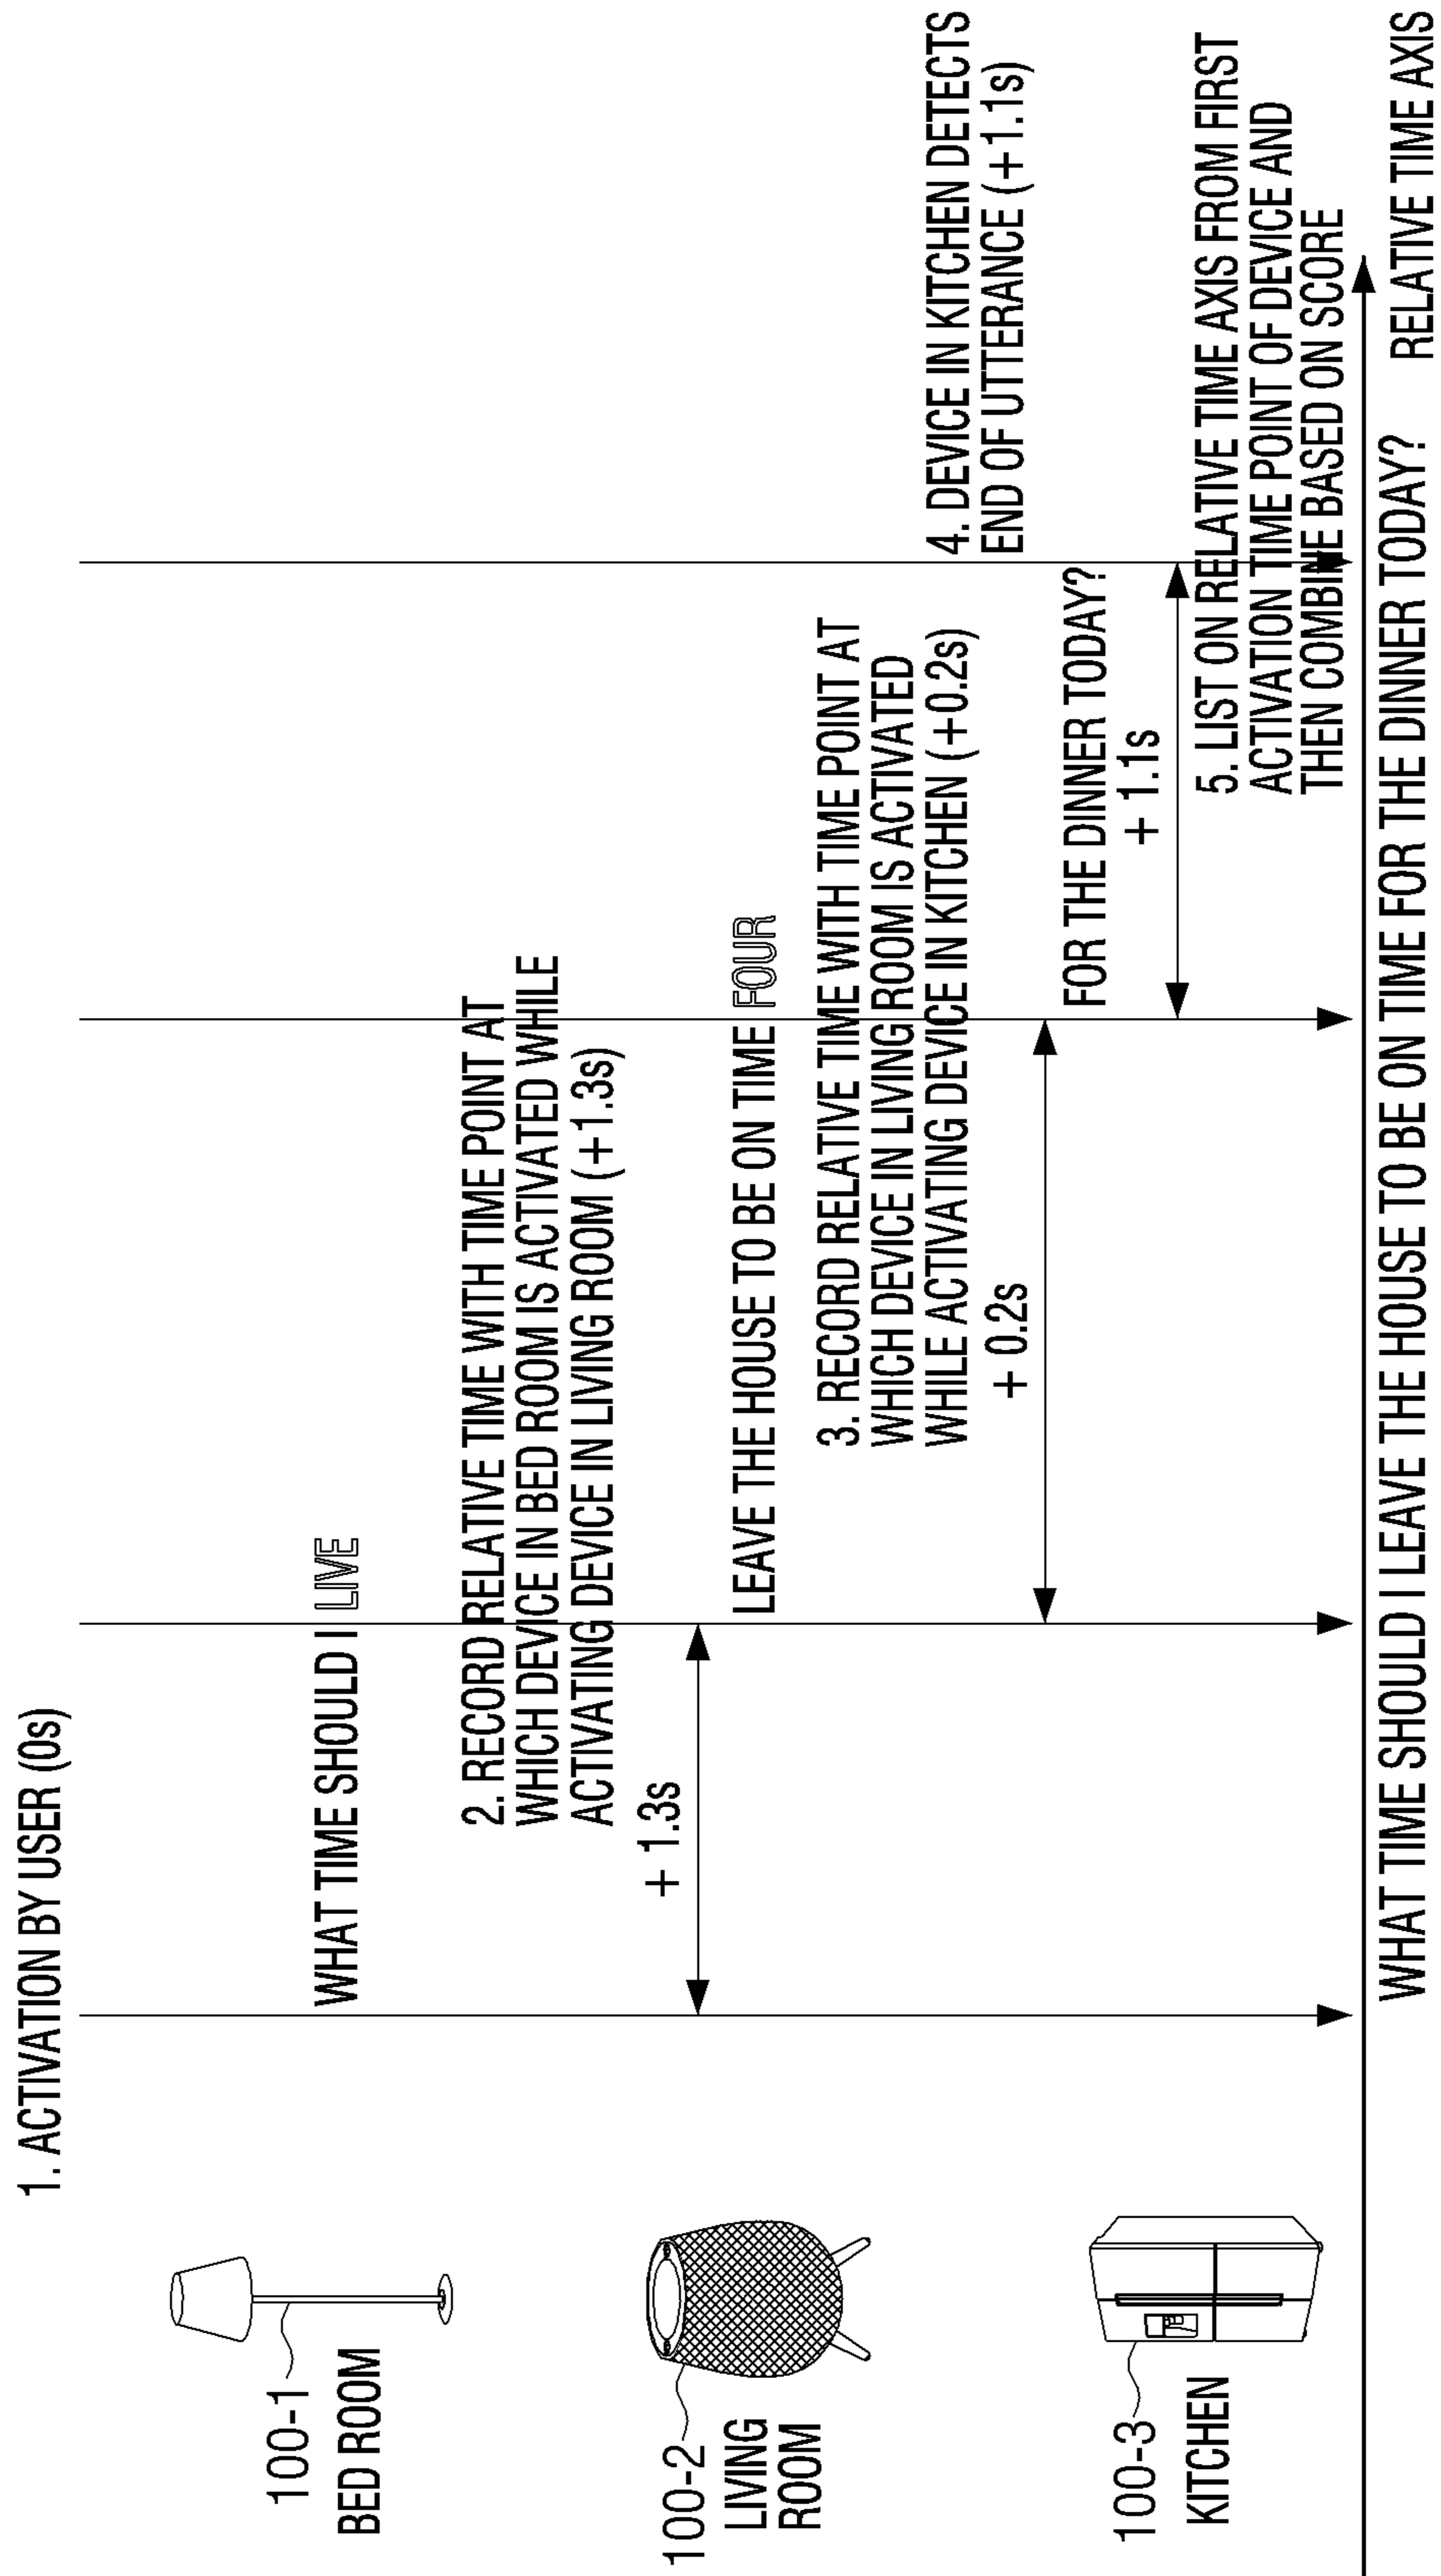 1. ACTIVATION BY USER (0s)
100-1
BED ROOM
WHAT TIME SHOULD I LIVE
2. RECORD RELATIVE TIME WITH TIME POINT AT
WHICH DEVICE IN BED ROOM IS ACTIVATED WHILE
ACTIVATING DEVICE IN LIVING ROOM (+1.3s)
+ 1.3s
100-2
LIVING
ROOM
LEAVE THE HOUSE TO BE ON TIME FOUR
3. RECORD RELATIVE TIME WITH TIME POINT AT
WHICH DEVICE IN LIVING ROOM IS ACTIVATED
WHILE ACTIVATING DEVICE IN KITCHEN (+0.2s)
+ 0.2s
4. DEVICE IN KITCHEN DETECTS
END OF UTTERANCE (+1.1s)
100-3
KITCHEN
FOR THE DINNER TODAY?
+ 1.1s
5. LIST ON RELATIVE TIME AXIS FROM FIRST
ACTIVATION TIME POINT OF DEVICE AND
THEN COMBINE BASED ON SCORE
WHAT TIME SHOULD I LEAVE THE HOUSE TO BE ON TIME FOR THE DINNER TODAY?
RELATIVE TIME AXIS